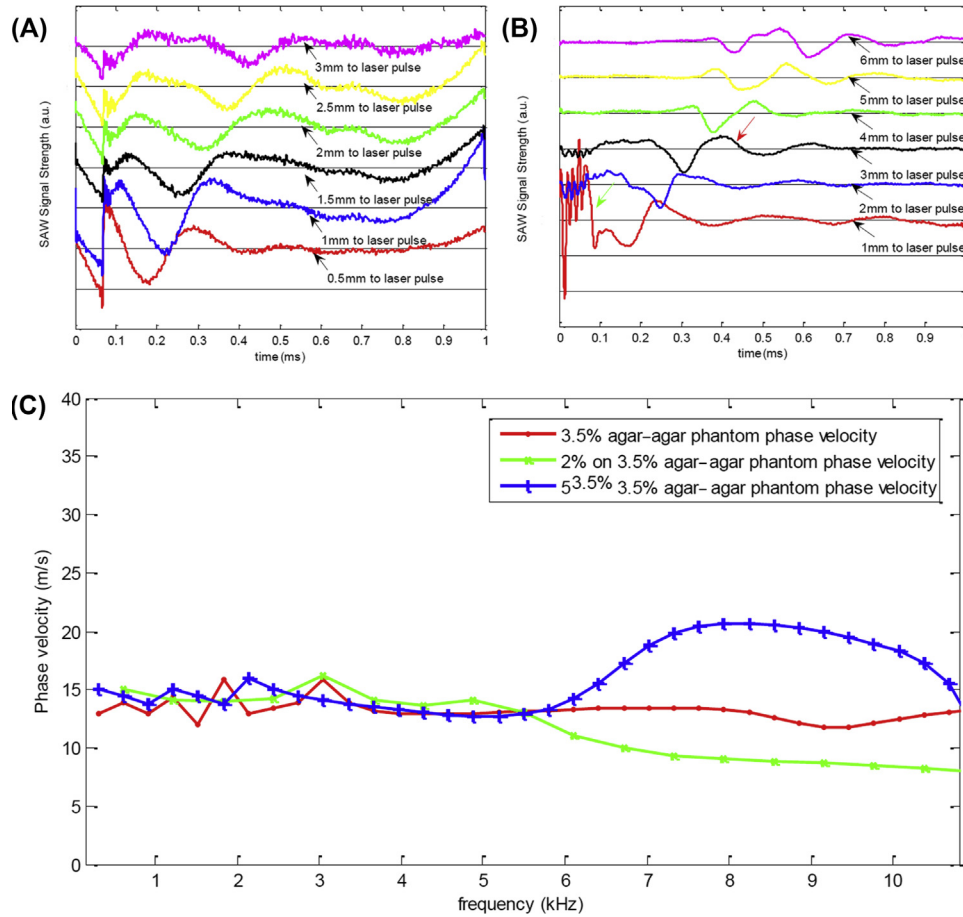 (A)
SAW Signal Strength (a.u.)
3mm to laser pulse
2.5mm to laser pulse
2mm to laser pulse
1.5mm to laser pulse
1mm to laser pulse
0.5mm to laser pulse
0 0.1 0.2 0.3 0.4 0.5 0.6 0.7 0.8 0.9 1
time (ms)
(B)
SAW Signal Strength (a.u.)
6mm to laser pulse
5mm to laser pulse
4mm to laser pulse
3mm to laser pulse
2mm to laser pulse
1mm to laser pulse
0 0.1 0.2 0.3 0.4 0.5 0.6 0.7 0.8 0.9
time (ms)
(C)
Phase velocity (m/s)
40
35
30
25
20
15
10
5
0
3.5% agar-agar phantom phase velocity
2% on 3.5% agar-agar phantom phase velocity
5 3.5% 3.5% agar-agar phantom phase velocity
1 2 3 4 5 6 7 8 9 10
frequency (kHz)